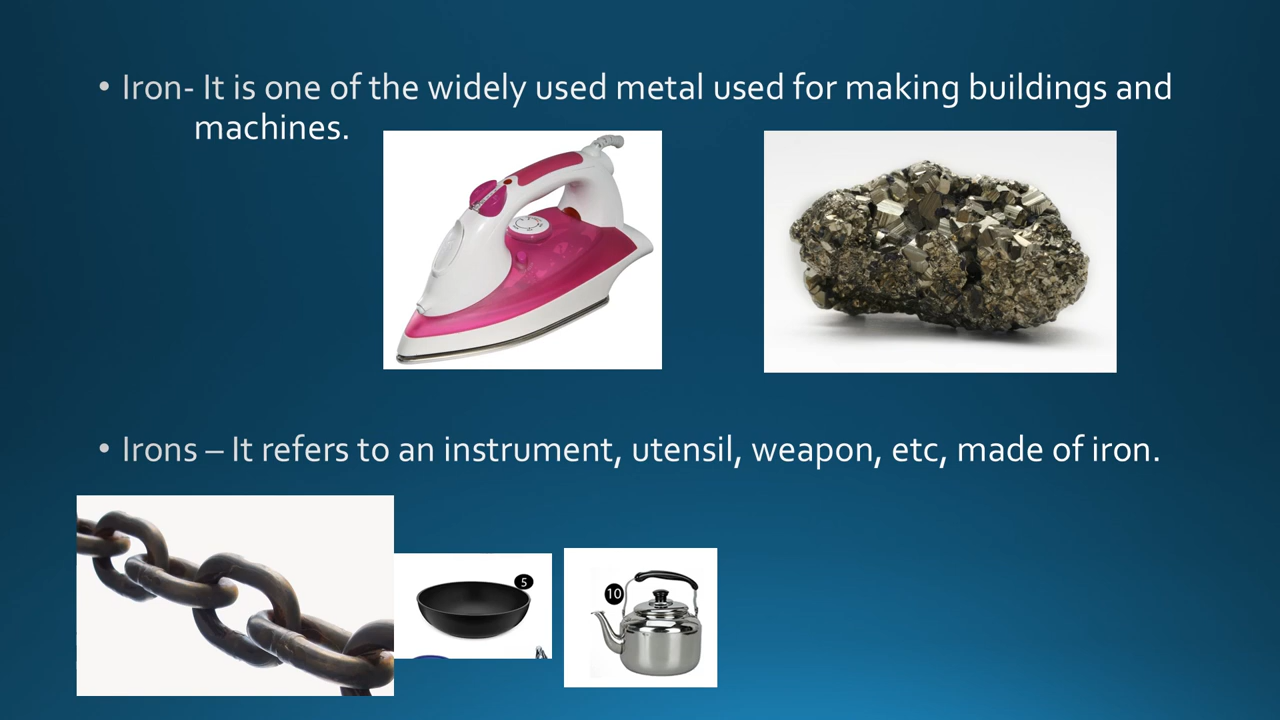 • Iron- It is one of the widely used metal used for making buildings and
machines.
• Irons – It refers to an instrument, utensil, weapon, etc, made of iron.
5
10